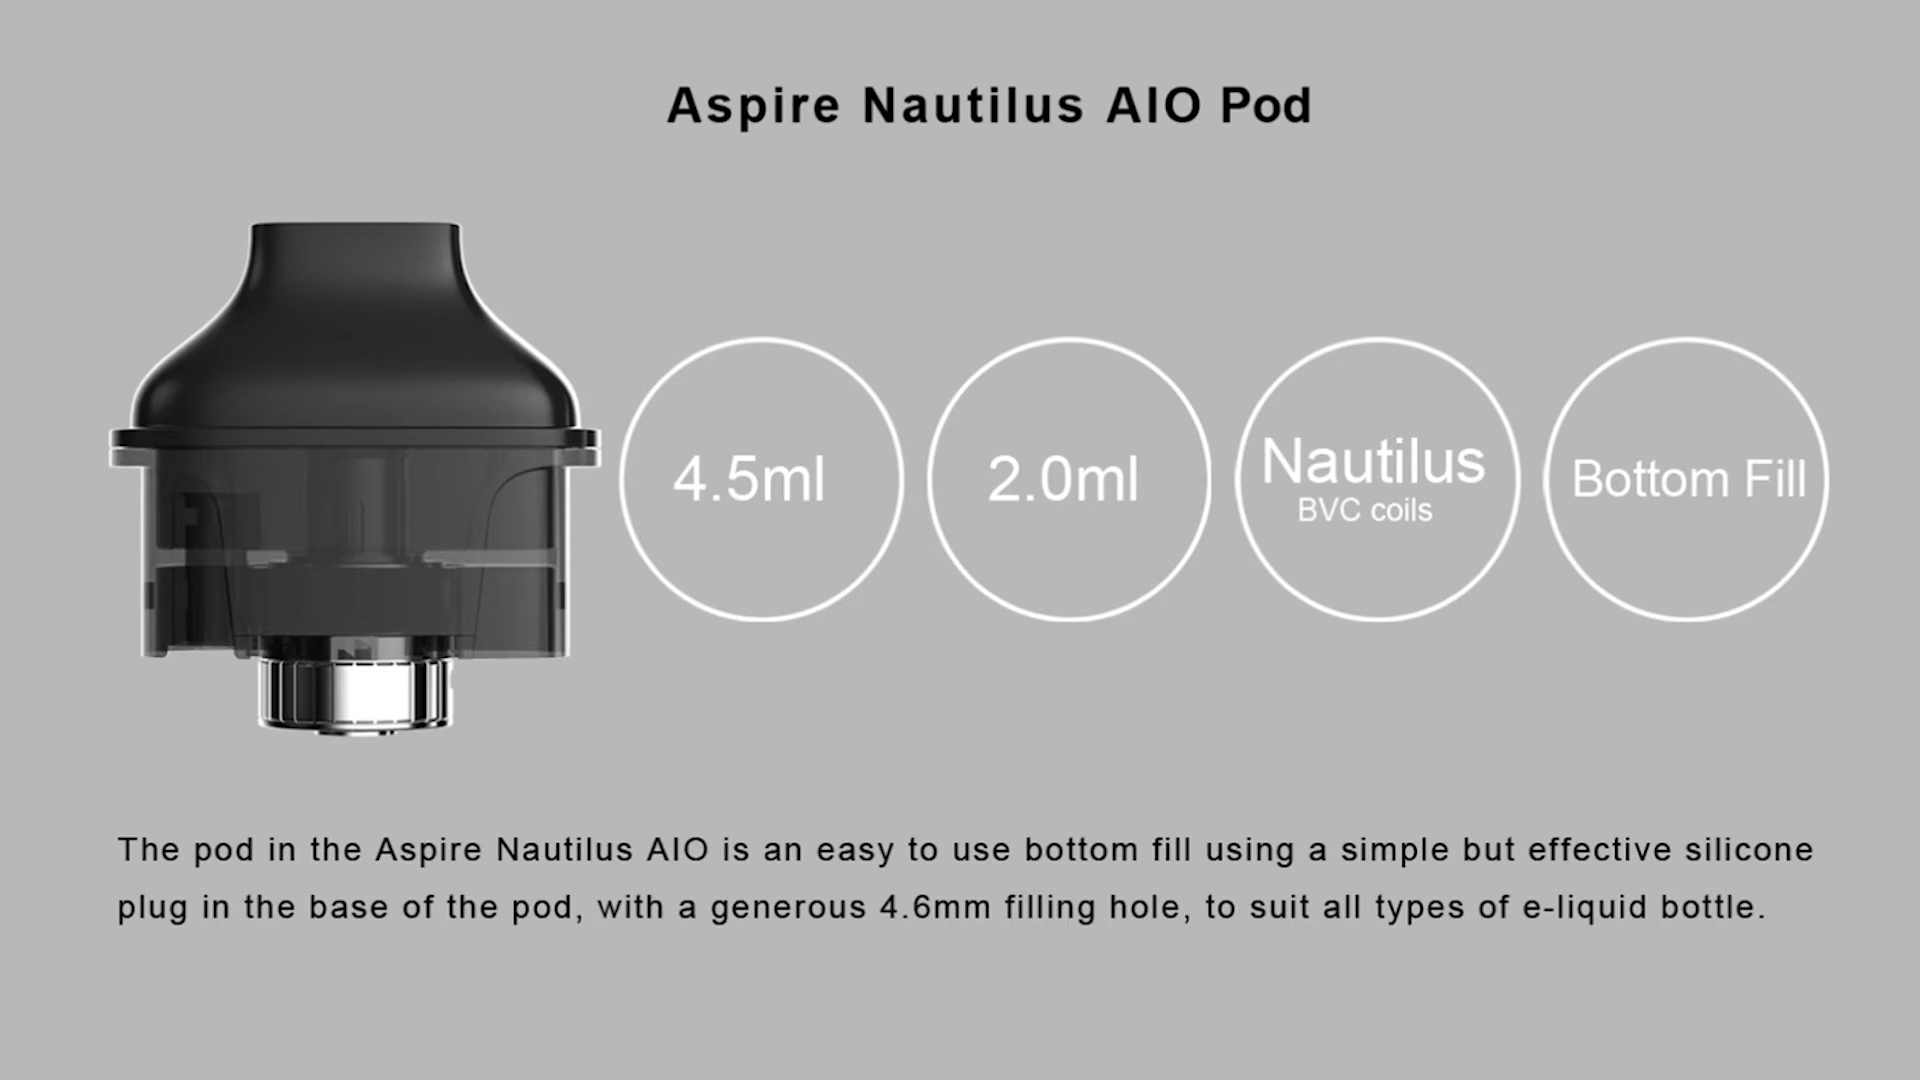 Aspire Nautilus AIO Pod
4.5ml
2.0ml
Nautilus
BVC coils
Bottom Fill
The pod in the Aspire Nautilus AIO is an easy to use bottom fill using a simple but effective silicone
plug in the base of the pod, with a generous 4.6mm filling hole, to suit all types of e-liquid bottle.